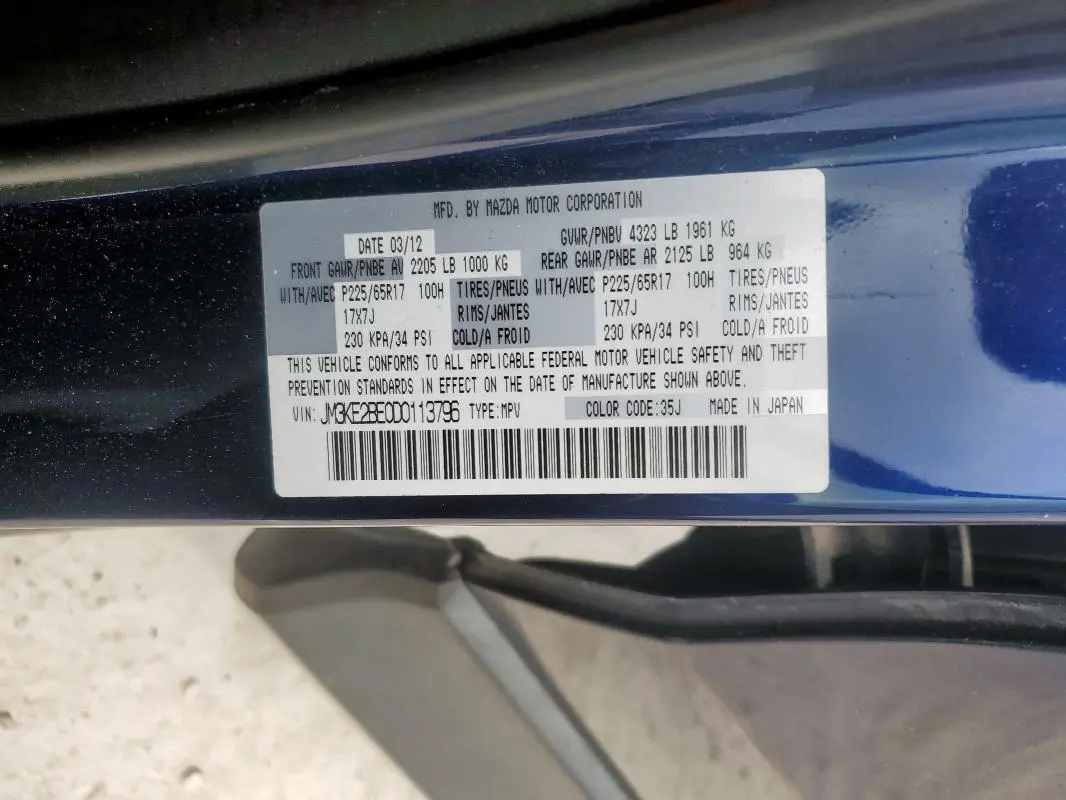 MFD. BY MAZDA MOTOR CORPORATION
DATE 03/12 GVWR/PNBV 4323 LB 1961 KG
FRONT GAWR/PNBE AV 2205 LB 1000 KG REAR GAWR/PNBE AR 2125 LB 964 KG
WITH/AVEC P225/65R17 100H TIRES/PNEUS WITH/AVEC P225/65R17 100H TIRES/PNEUS
17X7J RIMS/JANTES 17X7J RIMS/JANTES
230 KPA/34 PSI COLD/A FROID 230 KPA/34 PSI COLD/A FROID
THIS VEHICLE CONFORMS TO ALL APPLICABLE FEDERAL MOTOR VEHICLE SAFETY AND THEFT
PREVENTION STANDARDS IN EFFECT ON THE DATE OF MANUFACTURE SHOWN ABOVE.
VIN: JM3KE2BE0D0113796 TYPE:MPV COLOR CODE:35J MADE IN JAPAN